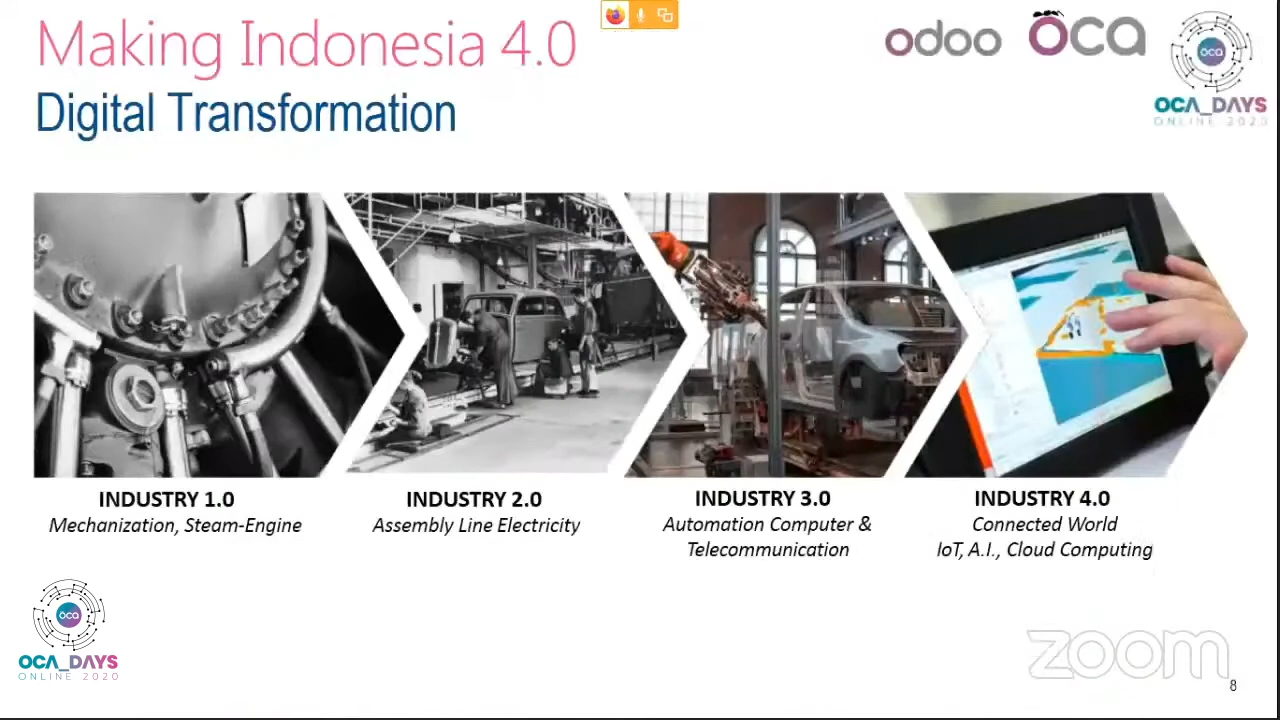 Making Indonesia 4.0
Digital Transformation
odoo
oca
oca
OCA_DAYS
ONLINE 2020
INDUSTRY 1.0
Mechanization, Steam-Engine
INDUSTRY 2.0
Assembly Line Electricity
INDUSTRY 3.0
Automation Computer &
Telecommunication
INDUSTRY 4.0
Connected World
IoT, A.I., Cloud Computing
oca
OCA_DAYS
ONLINE 2020
zoom
8